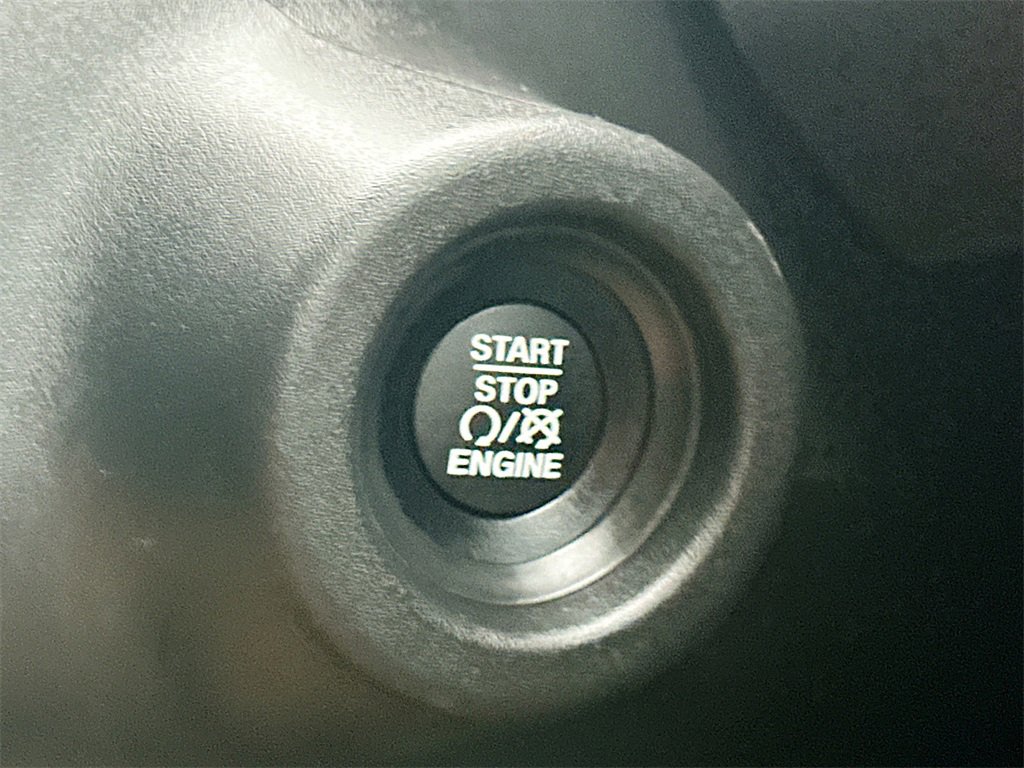 START
STOP
/
ENGINE